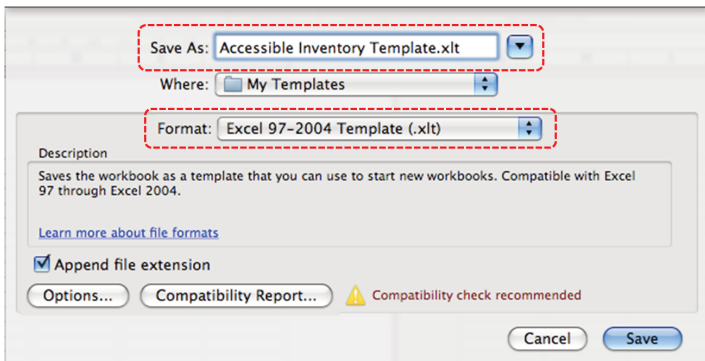 Save As: Accessible Inventory Template.xlt
Where: My Templates
Format: Excel 97-2004 Template (.xlt)
Description
Saves the workbook as a template that you can use to start new workbooks. Compatible with Excel
97 through Excel 2004.
Learn more about file formats
Append file extension
Options... Compatibility Report... Compatibility check recommended
Cancel Save